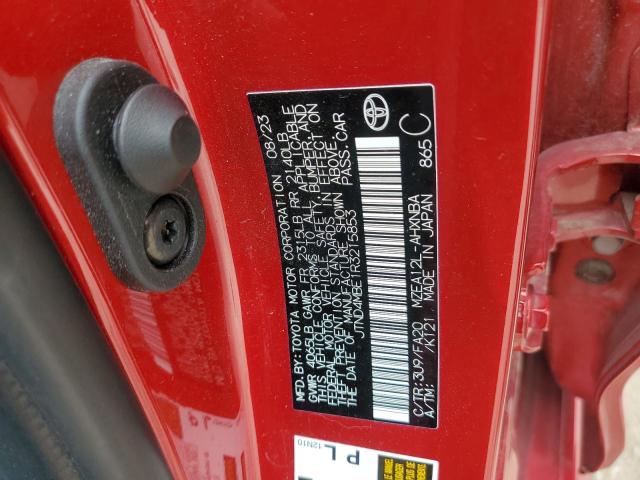 MFD. BY: TOYOTA MOTOR CORPORATION 08/23
GVWR 4065LB GAWR FR 2315LB RR 2140LB
THIS VEHICLE CONFORMS TO ALL APPLICABLE
FEDERAL MOTOR VEHICLE SAFETY, BUMPER, AND
THEFT PREVENTION STANDARDS IN EFFECT ON
THE DATE OF MANUFACTURE SHOWN ABOVE.
JTND4MBE1R3215853 PASS. CAR
C/TR: 3U9/FA20 MZEA12L-AHXNBA 865
A/TM: /K121 MADE IN JAPAN C
P L
12N10